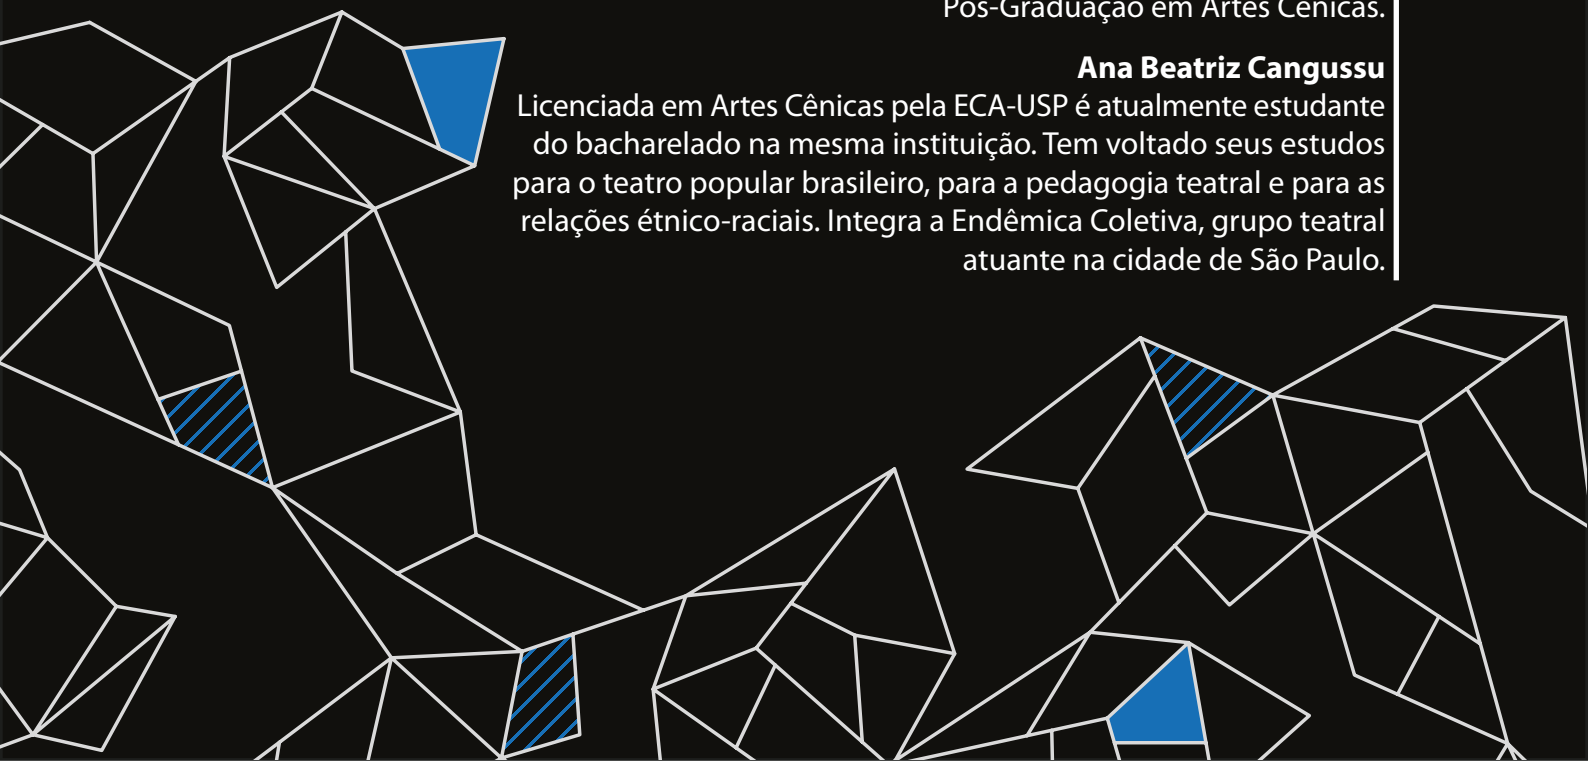 Pós-Graduação em Artes Cênicas.
Ana Beatriz Cangussu
Licenciada em Artes Cênicas pela ECA-USP é atualmente estudante
do bacharelado na mesma instituição. Tem voltado seus estudos
para o teatro popular brasileiro, para a pedagogia teatral e para as
relações étnico-raciais. Integra a Endêmica Coletiva, grupo teatral
atuante na cidade de São Paulo.